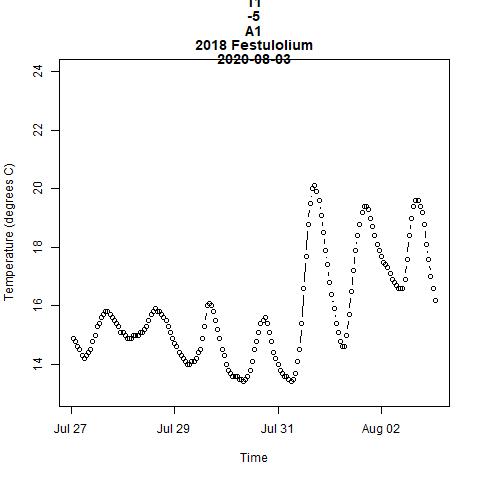 T1
-5
A1
2018 Festulolium
2020-08-03
Temperature (degrees C)
24
22
20
18
16
14
Jul 27 Jul 29 Jul 31 Aug 02
Time